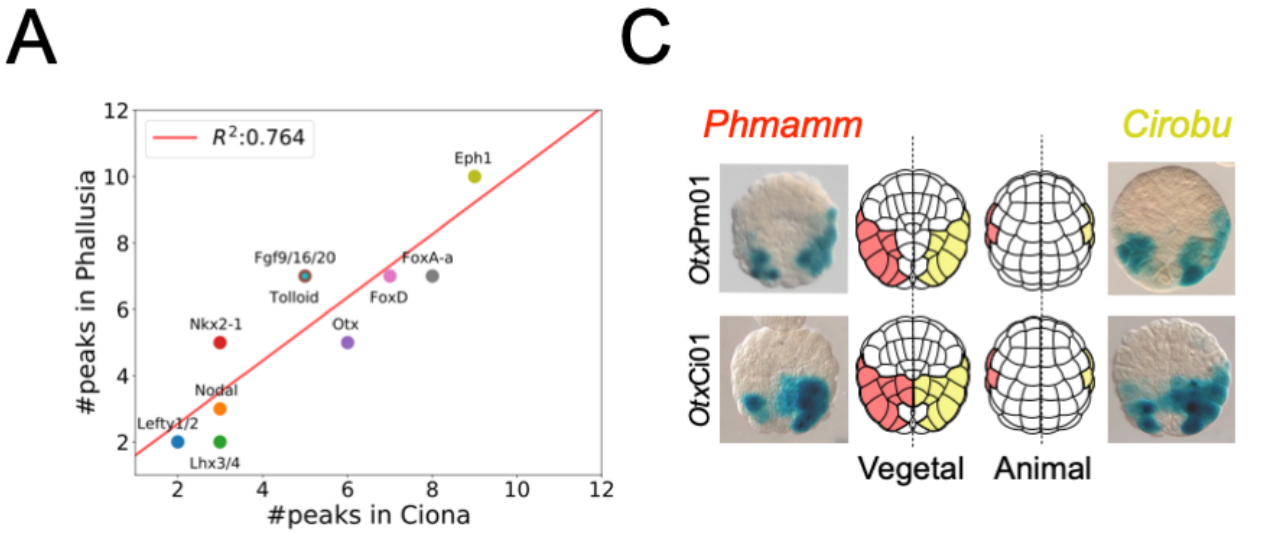 A
C
12
R²:0.764
Eph1
10
8
Fgf9/16/20
FoxA-a
Tolloid
FoxD
6
Nkx2-1
Otx
4
Nodal
Lefty1/2
2
Lhx3/4
2 4 6 8 10 12
#peaks in Ciona
#peaks in Phallusia
Phmamm
Cirobu
OtxPm01
OtxCi01
Vegetal Animal